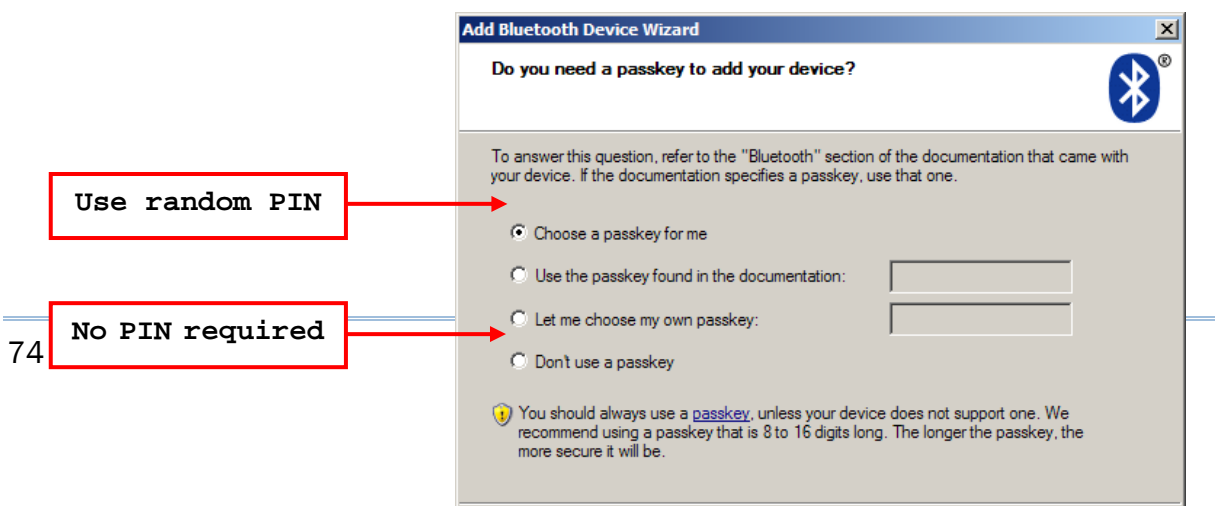 Add Bluetooth Device Wizard
Do you need a passkey to add your device?
®
To answer this question, refer to the "Bluetooth" section of the documentation that came with
your device. If the documentation specifies a passkey, use that one.
Use random PIN
Choose a passkey for me
Use the passkey found in the documentation:
Let me choose my own passkey:
No PIN required
74
Don't use a passkey
You should always use a passkey, unless your device does not support one. We
recommend using a passkey that is 8 to 16 digits long. The longer the passkey, the
more secure it will be.